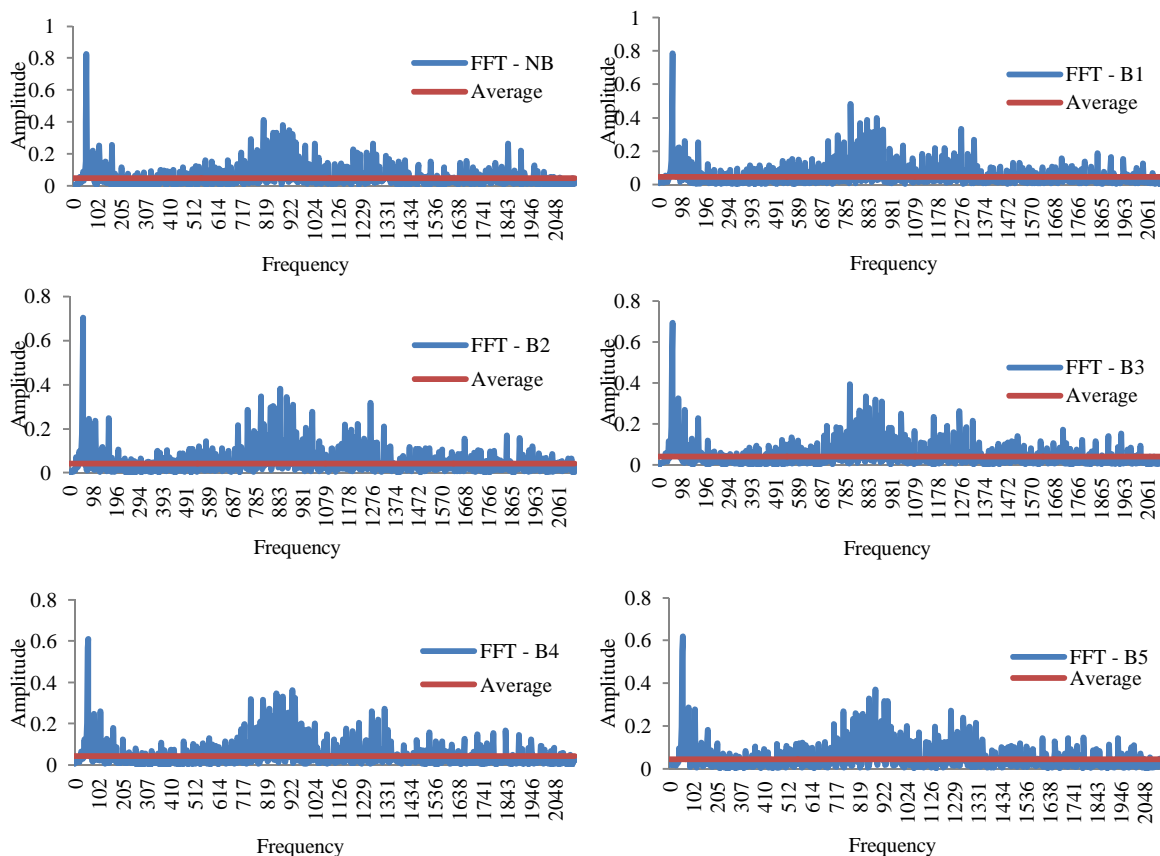 Amplitude
1
0.8
0.6
0.4
0.2
0
FFT - NB
Average
0 102 205 307 410 512 614 717 819 922 1024 1126 1229 1331 1434 1536 1638 1741 1843 1946 2048
Frequency
Amplitude
1
0.8
0.6
0.4
0.2
0
FFT - B1
Average
0 98 196 294 393 491 589 687 785 883 981 1079 1178 1276 1374 1472 1570 1668 1766 1865 1963 2061
Frequency
Amplitude
0.8
0.6
0.4
0.2
0
FFT - B2
Average
0 98 196 294 393 491 589 687 785 883 981 1079 1178 1276 1374 1472 1570 1668 1766 1865 1963 2061
Frequency
Amplitude
0.8
0.6
0.4
0.2
0
FFT - B3
Average
0 98 196 294 393 491 589 687 785 883 981 1079 1178 1276 1374 1472 1570 1668 1766 1865 1963 2061
Frequency
Amplitude
0.8
0.6
0.4
0.2
0
FFT - B4
Average
0 102 205 307 410 512 614 717 819 922 1024 1126 1229 1331 1434 1536 1638 1741 1843 1946 2048
Frequency
Amplitude
0.8
0.6
0.4
0.2
0
FFT - B5
Average
0 102 205 307 410 512 614 717 819 922 1024 1126 1229 1331 1434 1536 1638 1741 1843 1946 2048
Frequency